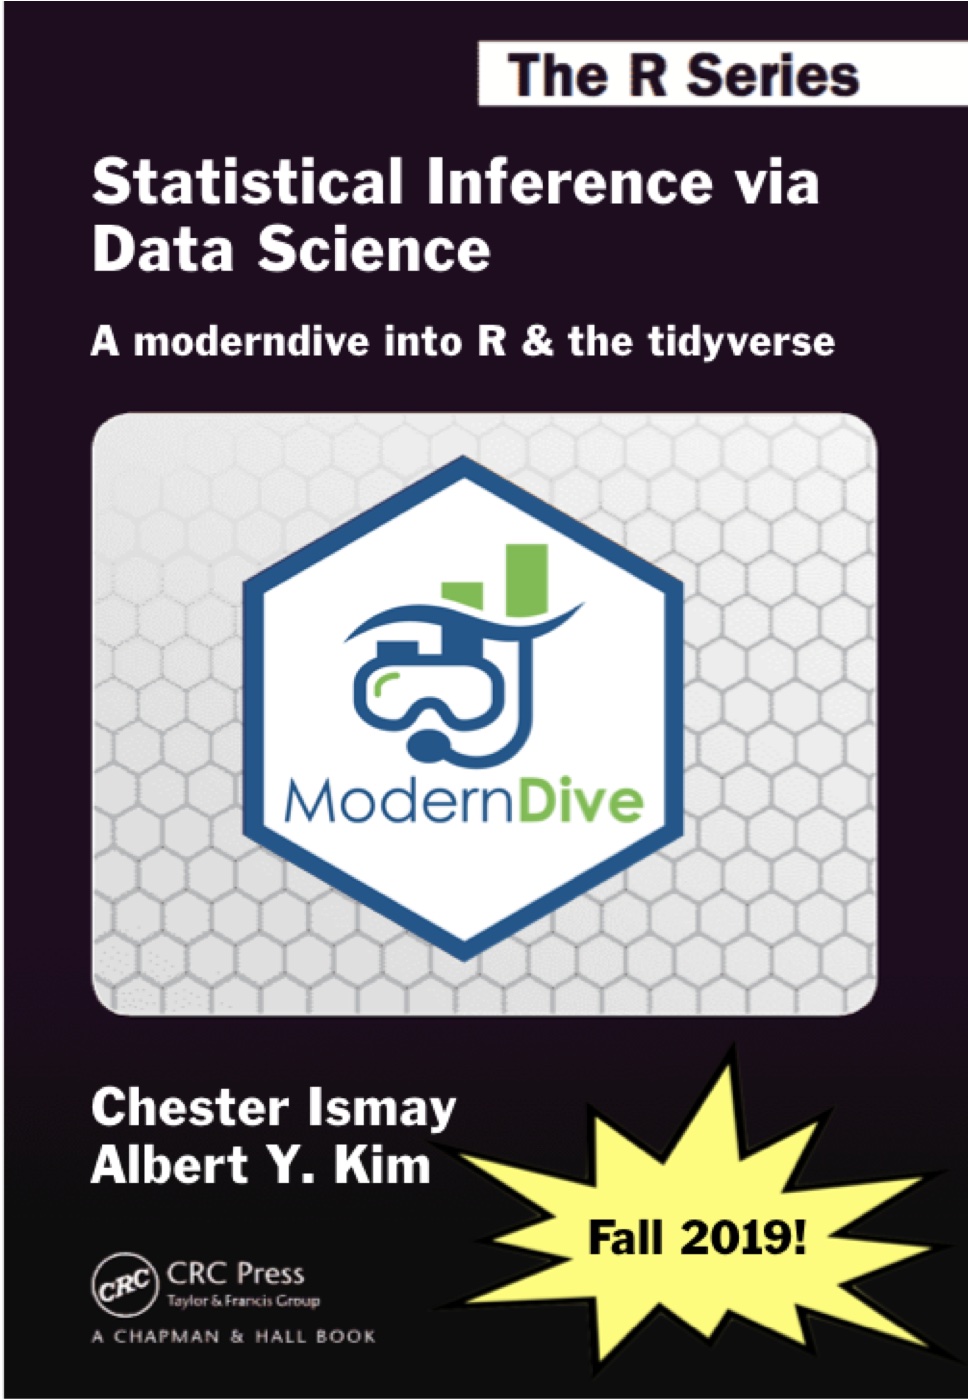 The R Series
Statistical Inference via
Data Science
A moderndive into R & the tidyverse
ModernDive
Chester Ismay
Albert Y. Kim
Fall 2019!
CRC
CRC Press
Taylor & Francis Group
A CHAPMAN & HALL BOOK